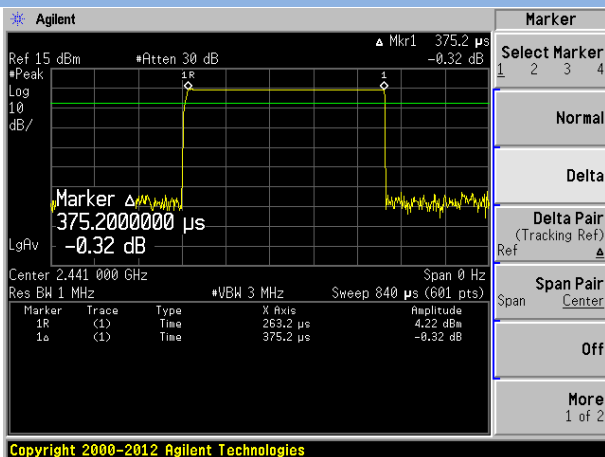 Agilent
Marker
Δ Mkr1 375.2 µs
Ref 15 dBm #Atten 30 dB -0.32 dB
#Peak
Log
10
dB/
1R 1
Marker Δ
375.2000000 µs
-0.32 dB
LgAv
Center 2.441 000 GHz Span 0 Hz
Res BW 1 MHz #VBW 3 MHz Sweep 840 µs (601 pts)
Marker Trace Type X Axis Amplitude
1R (1) Time 263.2 µs 4.22 dBm
1Δ (1) Time 375.2 µs -0.32 dB
Select Marker
1 2 3 4
Normal
Delta
Delta Pair
(Tracking Ref)
Ref Δ
Span Pair
Span Center
Off
More
1 of 2
Copyright 2000-2012 Agilent Technologies